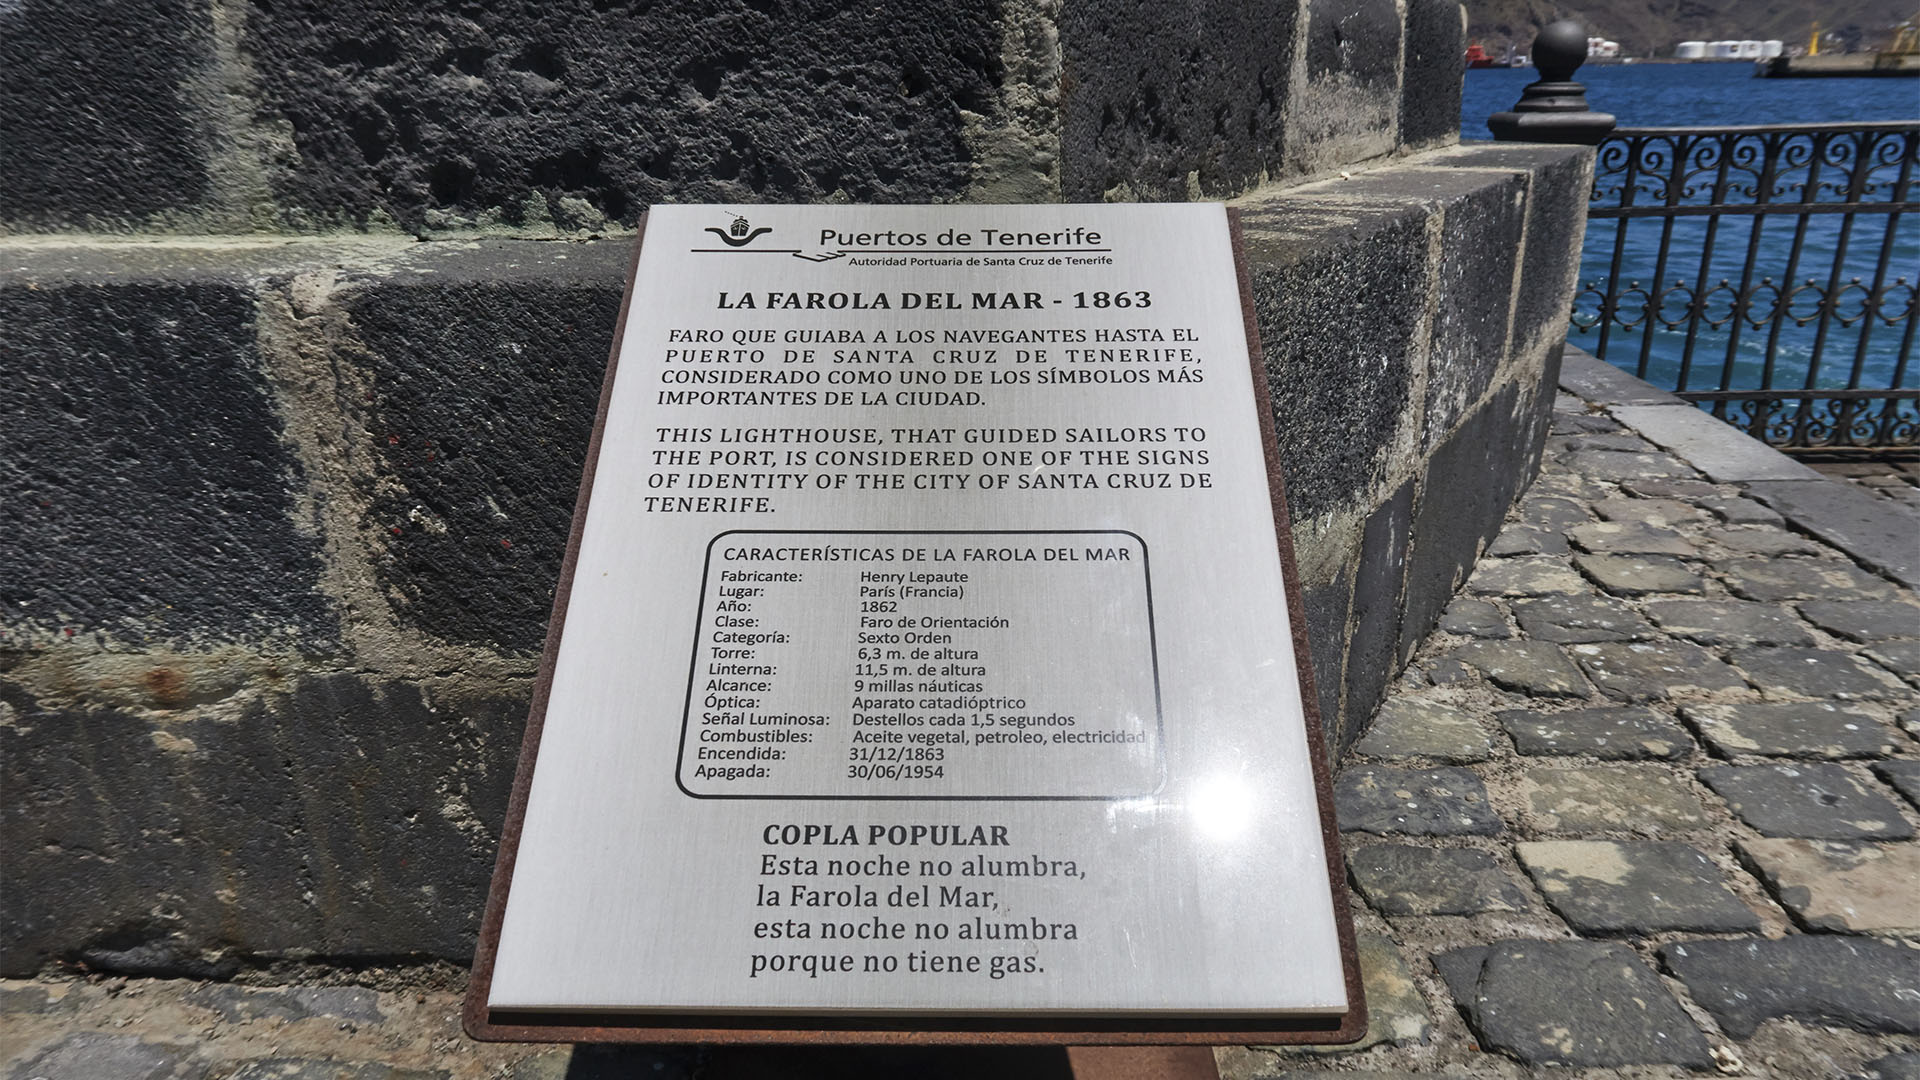 Puertos de Tenerife
Autoridad Portuaria de Santa Cruz de Tenerife
LA FAROLA DEL MAR - 1863
FARO QUE GUIABA A LOS NAVEGANTES HASTA EL
PUERTO DE SANTA CRUZ DE TENERIFE,
CONSIDERADO COMO UNO DE LOS SÍMBOLOS MÁS
IMPORTANTES DE LA CIUDAD.
THIS LIGHTHOUSE, THAT GUIDED SAILORS TO
THE PORT, IS CONSIDERED ONE OF THE SIGNS
OF IDENTITY OF THE CITY OF SANTA CRUZ DE
TENERIFE.
CARACTERÍSTICAS DE LA FAROLA DEL MAR
Fabricante: Henry Lepaute
Lugar: París (Francia)
Año: 1862
Clase: Faro de Orientación
Categoría: Sexto Orden
Torre: 6,3 m. de altura
Linterna: 11,5 m. de altura
Alcance: 9 millas náuticas
Óptica: Aparato catadióptrico
Señal Luminosa: Destellos cada 1,5 segundos
Combustibles: Aceite vegetal, petroleo, electricidad
Encendida: 31/12/1863
Apagada: 30/06/1954
COPLA POPULAR
Esta noche no alumbra,
la Farola del Mar,
esta noche no alumbra
porque no tiene gas.